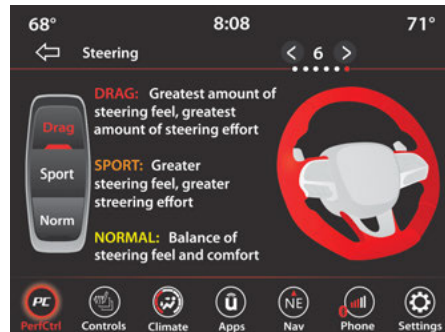 68°
8:08
71°
Steering
< 6 >
Drag
Sport
Norm
DRAG: Greatest amount of
steering feel, greatest
amount of steering effort
SPORT: Greater
steering feel, greater
streering effort
NORMAL: Balance of
steering feel and comfort
PC
PerfCtrl
Controls
Climate
ū
Apps
NE
Nav
Phone
Settings